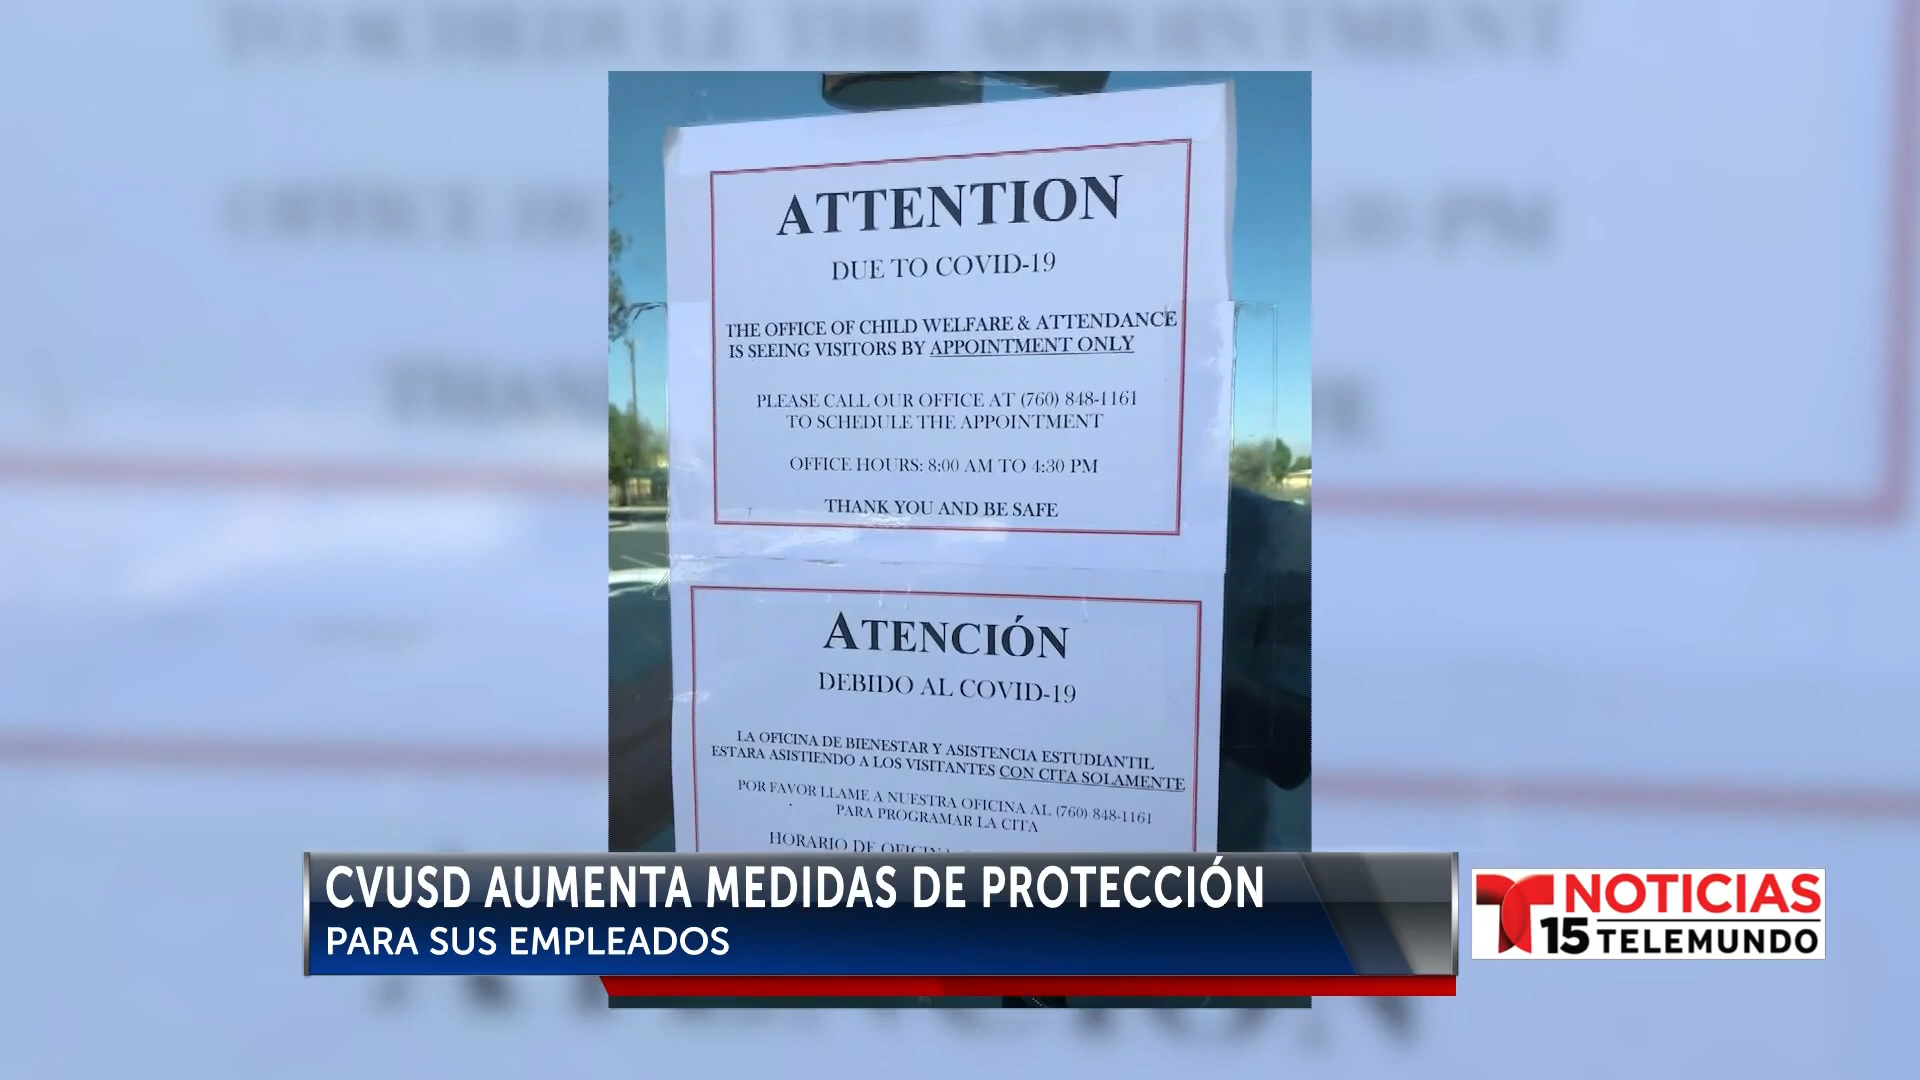 ATTENTION
DUE TO COVID-19
THE OFFICE OF CHILD WELFARE & ATTENDANCE
IS SEEING VISITORS BY APPOINTMENT ONLY
PLEASE CALL OUR OFFICE AT (760) 848-1161
TO SCHEDULE THE APPOINTMENT
OFFICE HOURS: 8:00 AM TO 4:30 PM
THANK YOU AND BE SAFE
ATENCIÓN
DEBIDO AL COVID-19
LA OFICINA DE BIENESTAR Y ASISTENCIA ESTUDIANTIL
ESTARA ASISTIENDO A LOS VISITANTES CON CITA SOLAMENTE
POR FAVOR LLAME A NUESTRA OFICINA AL (760) 848-1161
PARA PROGRAMAR LA CITA
HORARIO DE OFICINA
CVUSD AUMENTA MEDIDAS DE PROTECCIÓN
PARA SUS EMPLEADOS
NOTICIAS
15 TELEMUNDO